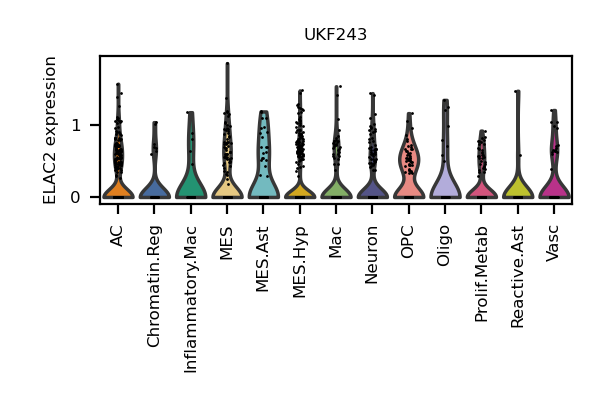 UKF243
ELAC2 expression
1
0
AC
Chromatin.Reg
Inflammatory.Mac
MES
MES.Ast
MES.Hyp
Mac
Neuron
OPC
Oligo
Prolif.Metab
Reactive.Ast
Vasc